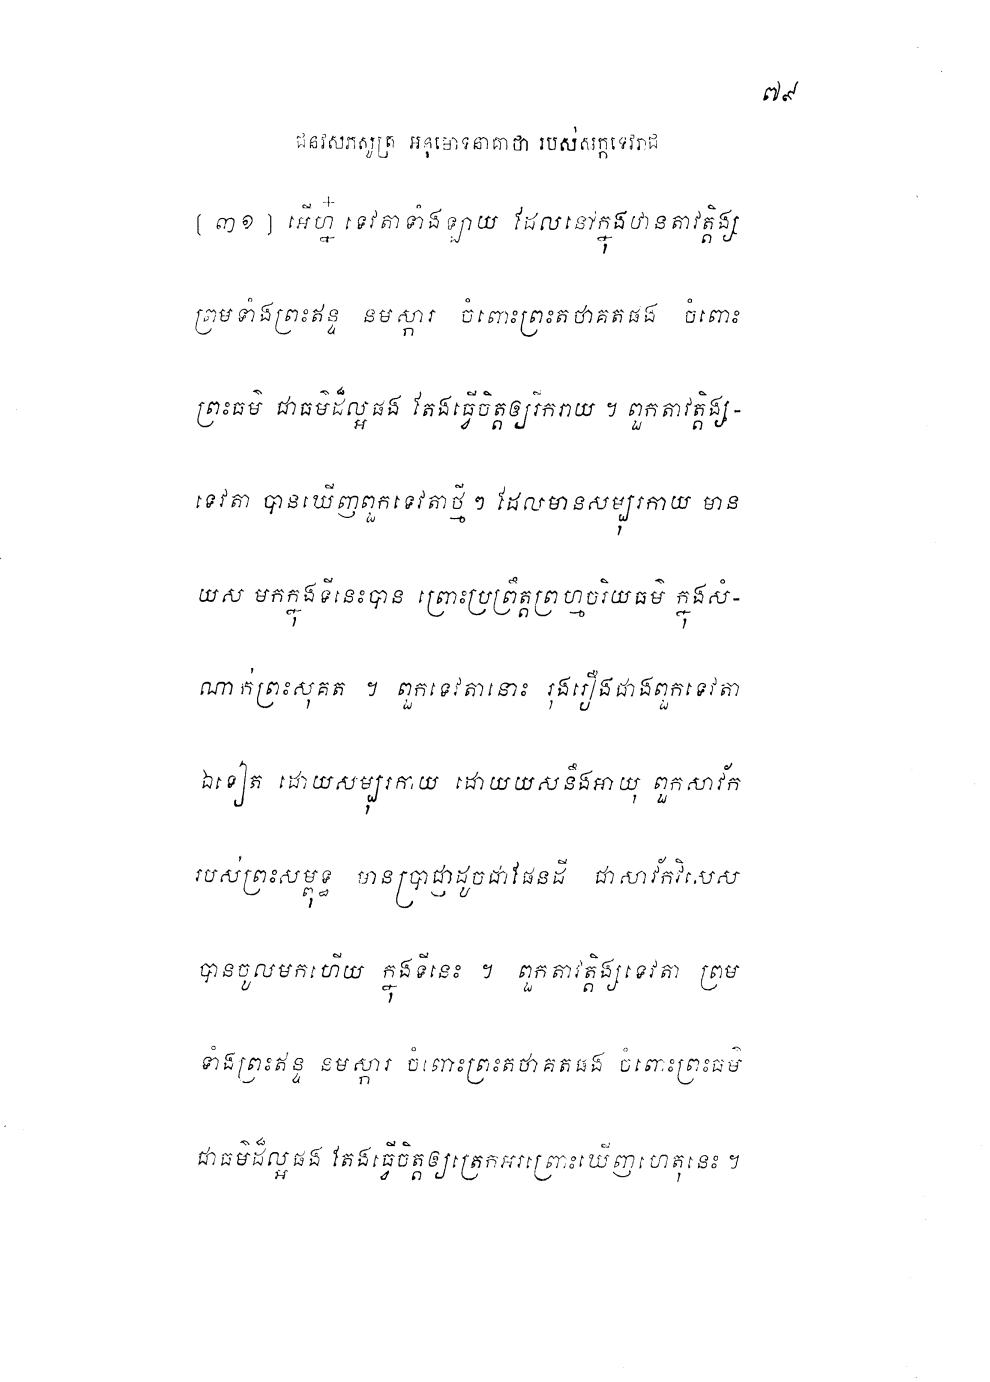 ៧៩
ជនវសភសូត្រ អនុមោទនាគាថា របស់សក្កទេវរាជ
[ ៣១ ] អើហ្ន៎ ទេវតាទាំងឡាយ ដែលនៅក្នុងឋានតាវត្តិង្ស
ព្រមទាំងព្រះឥន្ទ នមស្ការ ចំពោះព្រះតថាគតផង ចំពោះ
ព្រះធម៌ ជាធម៌ដ៏ល្អផង តែងធ្វើចិត្តឲ្យរីករាយ ។ ពួកតាវត្តិង្ស-
ទេវតា បានឃើញពួកទេវតាថ្មី ៗ ដែលមានសម្បុរកាយ មាន
យស មកក្នុងទីនេះបាន ព្រោះប្រព្រឹត្តព្រហ្មចរិយធម៌ ក្នុងសំ-
ណាក់ព្រះសុគត ។ ពួកទេវតានោះ រុងរឿងជាងពួកទេវតា
ឯទៀត ដោយសម្បុរកាយ ដោយយសនឹងអាយុ ពួកសាវ័ក
របស់ព្រះសម្ពុទ្ធ មានប្រាជ្ញាដូចជាផែនដី ជាសាវ័កវិសេស
បានចូលមកហើយ ក្នុងទីនេះ ។ ពួកតាវត្តិង្សទេវតា ព្រម
ទាំងព្រះឥន្ទ នមស្ការ ចំពោះព្រះតថាគតផង ចំពោះព្រះធម៌
ជាធម៌ដ៏ល្អផង តែងធ្វើចិត្តឲ្យត្រេកអរព្រោះឃើញហេតុនេះ ។